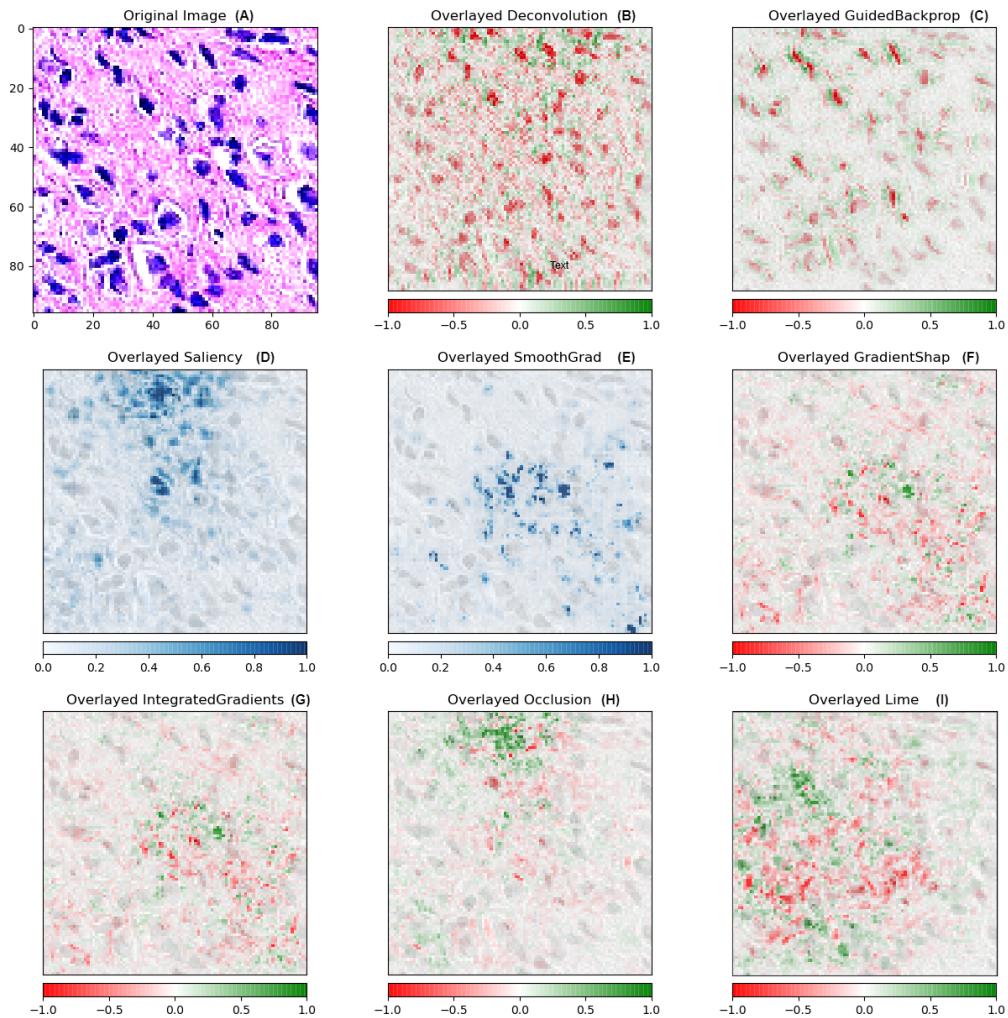 Original Image (A)
Overlayed Deconvolution (B)
Overlayed GuidedBackprop (C)
0
20
40
60
80
0 20 40 60 80
Text
−1.0 −0.5 0.0 0.5 1.0
−1.0 −0.5 0.0 0.5 1.0
Overlayed Saliency (D)
Overlayed SmoothGrad (E)
Overlayed GradientShap (F)
0.0 0.2 0.4 0.6 0.8 1.0
0.0 0.2 0.4 0.6 0.8 1.0
−1.0 −0.5 0.0 0.5 1.0
Overlayed IntegratedGradients (G)
Overlayed Occlusion (H)
Overlayed Lime (I)
−1.0 −0.5 0.0 0.5 1.0
−1.0 −0.5 0.0 0.5 1.0
−1.0 −0.5 0.0 0.5 1.0